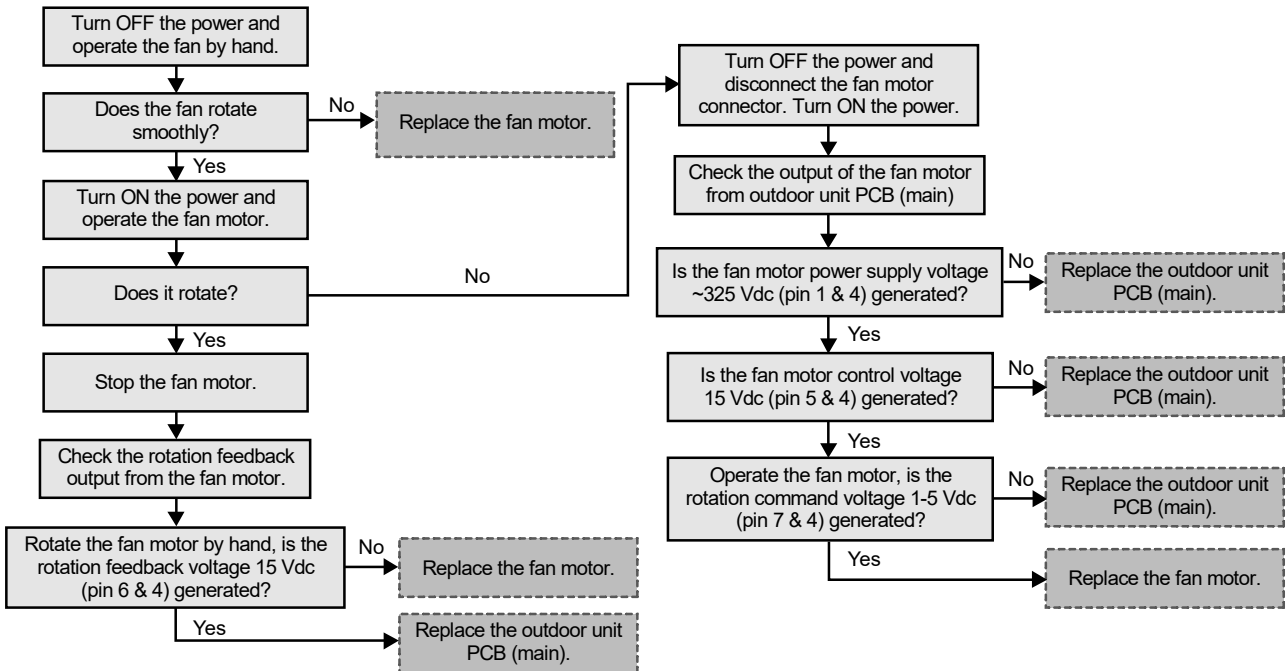 Turn OFF the power and
operate the fan by hand.
Does the fan rotate
smoothly?
No
Replace the fan motor.
Yes
Turn ON the power and
operate the fan motor.
Does it rotate?
No
Yes
Stop the fan motor.
Check the rotation feedback
output from the fan motor.
Rotate the fan motor by hand, is the
rotation feedback voltage 15 Vdc
(pin 6 & 4) generated?
No
Replace the fan motor.
Yes
Replace the outdoor unit
PCB (main).
Turn OFF the power and
disconnect the fan motor
connector. Turn ON the power.
Check the output of the fan motor
from outdoor unit PCB (main)
Is the fan motor power supply voltage
~325 Vdc (pin 1 & 4) generated?
No
Replace the outdoor unit
PCB (main).
Yes
Is the fan motor control voltage
15 Vdc (pin 5 & 4) generated?
No
Replace the outdoor unit
PCB (main).
Yes
Operate the fan motor, is the
rotation command voltage 1-5 Vdc
(pin 7 & 4) generated?
No
Replace the outdoor unit
PCB (main).
Yes
Replace the fan motor.